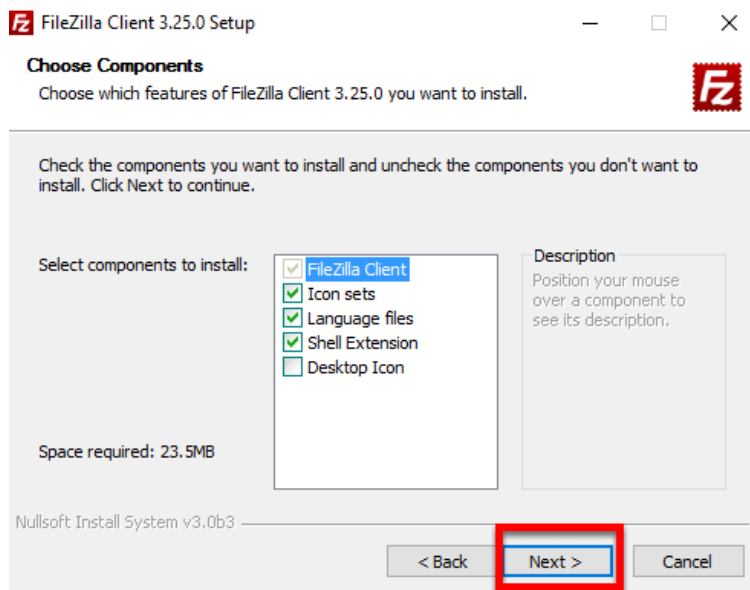 FileZilla Client 3.25.0 Setup
Choose Components
Choose which features of FileZilla Client 3.25.0 you want to install.
Fz
Check the components you want to install and uncheck the components you don't want to
install. Click Next to continue.
Select components to install:
FileZilla Client
Icon sets
Language files
Shell Extension
Desktop Icon
Description
Position your mouse
over a component to
see its description.
Space required: 23.5MB
Nullsoft Install System v3.0b3
< Back
Next >
Cancel